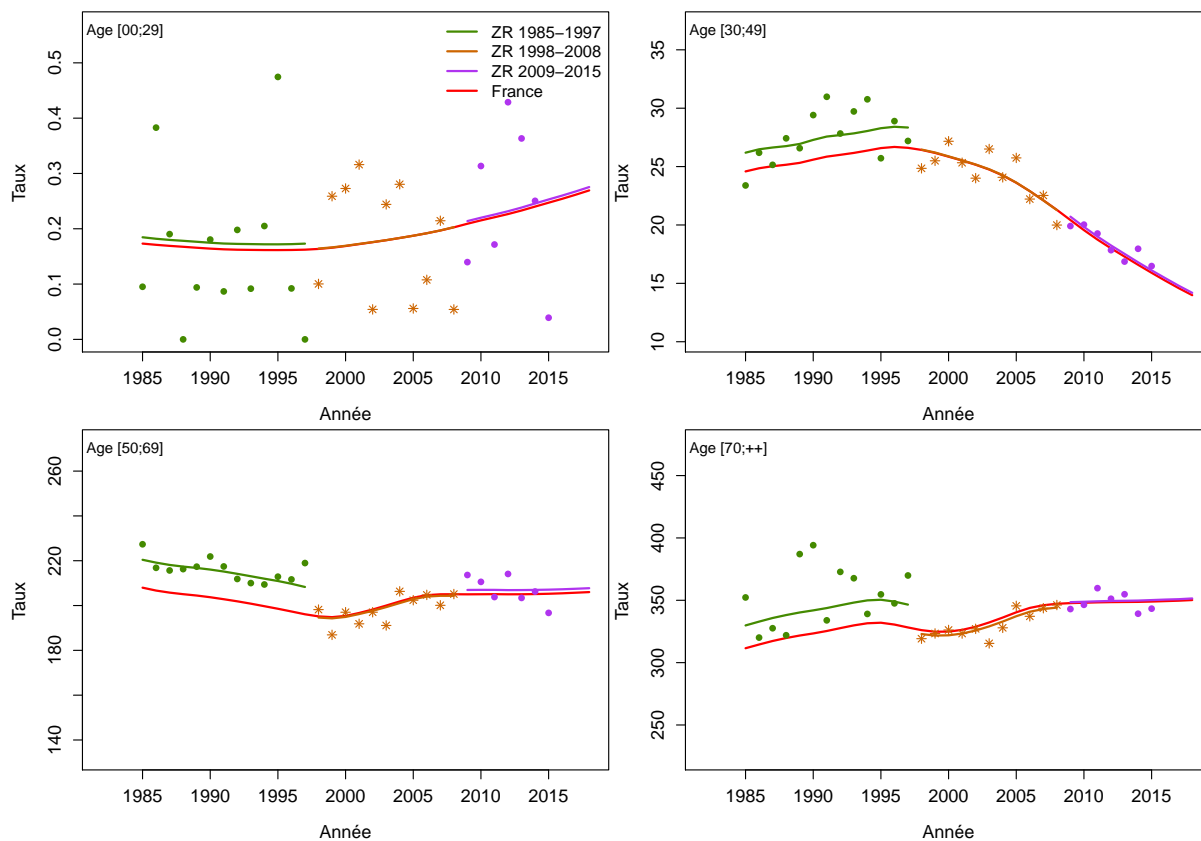 Age [00;29]
ZR 1985−1997
ZR 1998−2008
ZR 2009−2015
France
Taux
0.5
0.4
0.3
0.2
0.1
0.0
1985 1990 1995 2000 2005 2010 2015
Année
Age [30;49]
Taux
35
30
25
20
15
10
1985 1990 1995 2000 2005 2010 2015
Année
Age [50;69]
Taux
260
220
180
140
1985 1990 1995 2000 2005 2010 2015
Année
Age [70;++]
Taux
450
400
350
300
250
1985 1990 1995 2000 2005 2010 2015
Année